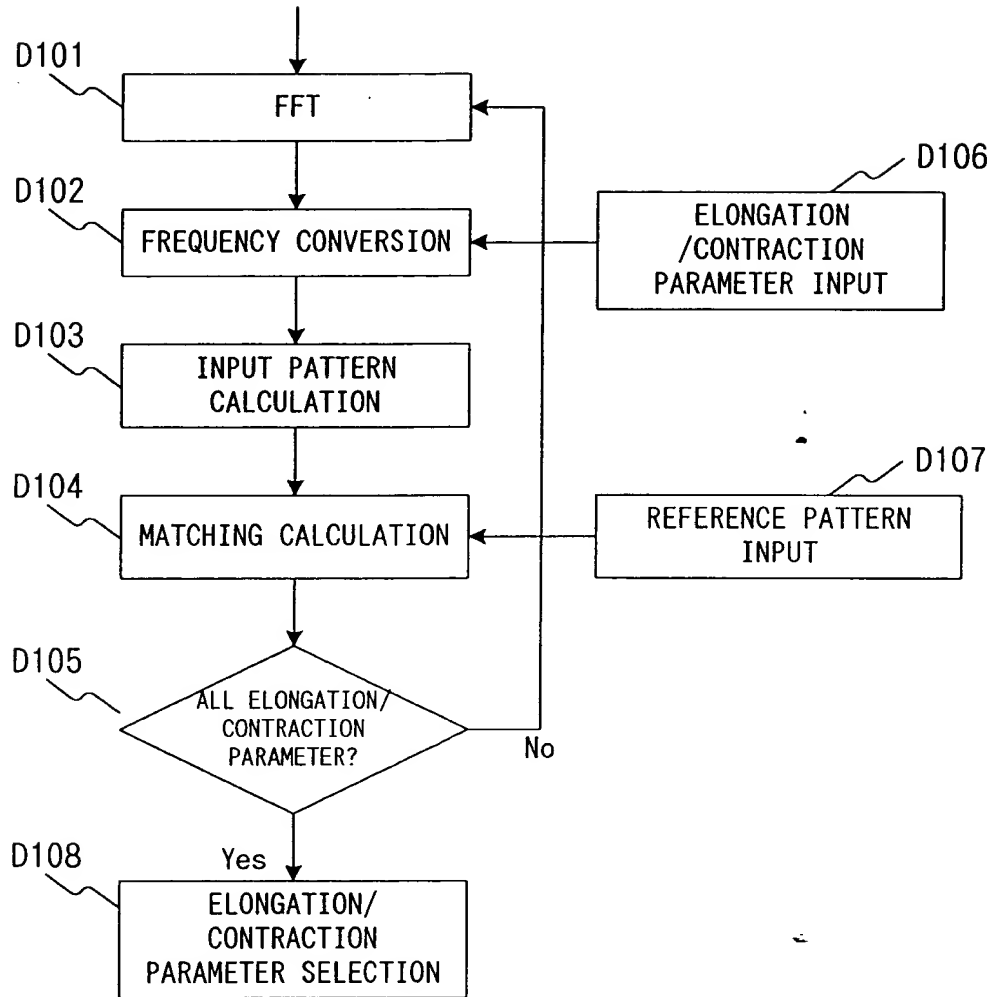 D101
FFT
D102
FREQUENCY CONVERSION
D106
ELONGATION
/CONTRACTION
PARAMETER INPUT
D103
INPUT PATTERN
CALCULATION
D104
MATCHING CALCULATION
D107
REFERENCE PATTERN
INPUT
D105
ALL ELONGATION/
CONTRACTION
PARAMETER?
No
Yes
D108
ELONGATION/
CONTRACTION
PARAMETER SELECTION